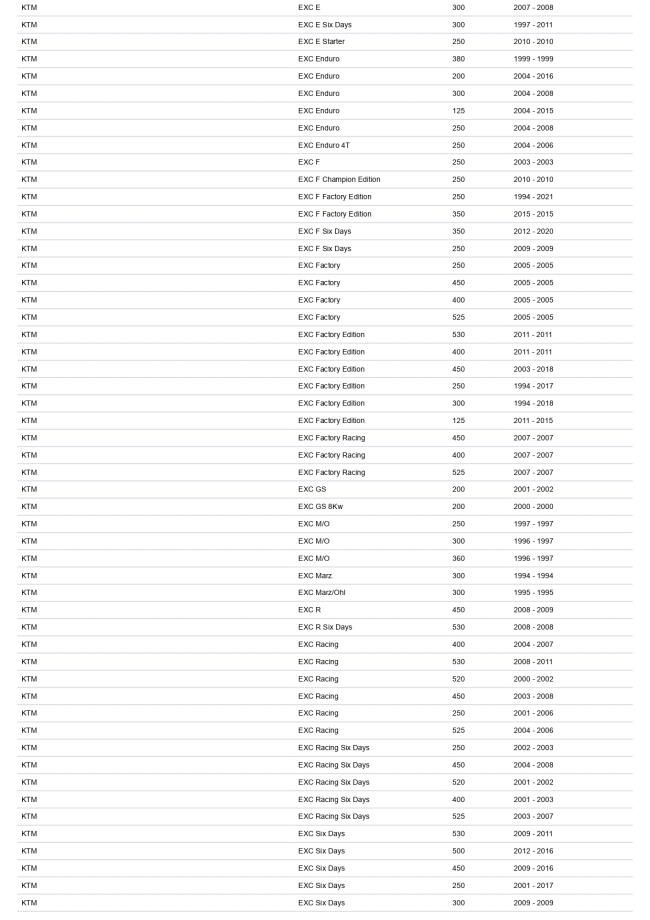 KTM EXC E 300 2007 - 2008
KTM EXC E Six Days 300 1997 - 2011
KTM EXC E Starter 250 2010 - 2010
KTM EXC Enduro 380 1999 - 1999
KTM EXC Enduro 200 2004 - 2016
KTM EXC Enduro 300 2004 - 2008
KTM EXC Enduro 125 2004 - 2015
KTM EXC Enduro 250 2004 - 2008
KTM EXC Enduro 4T 250 2004 - 2006
KTM EXC F 250 2003 - 2003
KTM EXC F Champion Edition 250 2010 - 2010
KTM EXC F Factory Edition 250 1994 - 2021
KTM EXC F Factory Edition 350 2015 - 2015
KTM EXC F Six Days 350 2012 - 2020
KTM EXC F Six Days 250 2009 - 2009
KTM EXC Factory 250 2005 - 2005
KTM EXC Factory 450 2005 - 2005
KTM EXC Factory 400 2005 - 2005
KTM EXC Factory 525 2005 - 2005
KTM EXC Factory Edition 530 2011 - 2011
KTM EXC Factory Edition 400 2011 - 2011
KTM EXC Factory Edition 450 2003 - 2018
KTM EXC Factory Edition 250 1994 - 2017
KTM EXC Factory Edition 300 1994 - 2018
KTM EXC Factory Edition 125 2011 - 2015
KTM EXC Factory Racing 450 2007 - 2007
KTM EXC Factory Racing 400 2007 - 2007
KTM EXC Factory Racing 525 2007 - 2007
KTM EXC GS 200 2001 - 2002
KTM EXC GS 8Kw 200 2000 - 2000
KTM EXC M/O 250 1997 - 1997
KTM EXC M/O 300 1996 - 1997
KTM EXC M/O 360 1996 - 1997
KTM EXC Marz 300 1994 - 1994
KTM EXC Marz/Ohl 300 1995 - 1995
KTM EXC R 450 2008 - 2009
KTM EXC R Six Days 530 2008 - 2008
KTM EXC Racing 400 2004 - 2007
KTM EXC Racing 530 2008 - 2011
KTM EXC Racing 520 2000 - 2002
KTM EXC Racing 450 2003 - 2008
KTM EXC Racing 250 2001 - 2006
KTM EXC Racing 525 2004 - 2006
KTM EXC Racing Six Days 250 2002 - 2003
KTM EXC Racing Six Days 450 2004 - 2008
KTM EXC Racing Six Days 520 2001 - 2002
KTM EXC Racing Six Days 400 2001 - 2003
KTM EXC Racing Six Days 525 2003 - 2007
KTM EXC Six Days 530 2009 - 2011
KTM EXC Six Days 500 2012 - 2016
KTM EXC Six Days 450 2009 - 2016
KTM EXC Six Days 250 2001 - 2017
KTM EXC Six Days 300 2009 - 2009